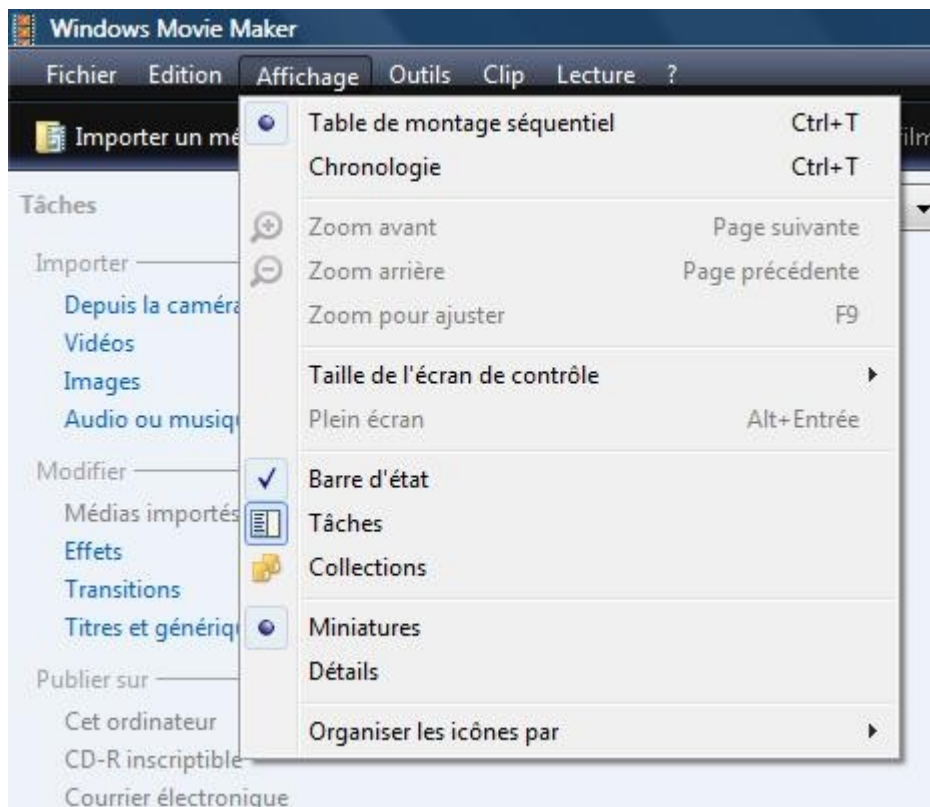 Windows Movie Maker
Fichier Edition Affichage Outils Clip Lecture ?
Importer un mé
Table de montage séquentiel Ctrl+T
Chronologie Ctrl+T
Zoom avant Page suivante
Zoom arrière Page précédente
Zoom pour ajuster F9
Taille de l'écran de contrôle
Plein écran Alt+Entrée
Barre d'état
Tâches
Collections
Miniatures
Détails
Organiser les icônes par
Tâches
Importer
Depuis la caméra
Vidéos
Images
Audio ou musiq
Modifier
Médias importés
Effets
Transitions
Titres et génériq
Publier sur
Cet ordinateur
CD-R inscriptible
Courrier électronique